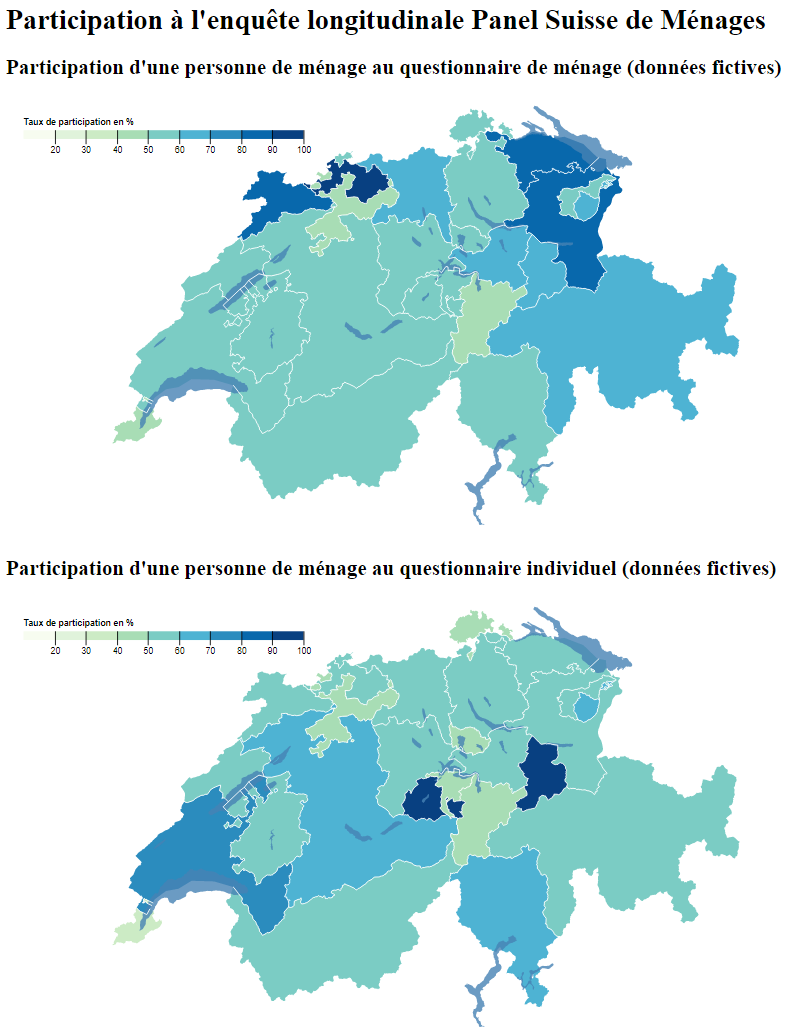 Participation à l'enquête longitudinale Panel Suisse de Ménages
Participation d'une personne de ménage au questionnaire de ménage (données fictives)
Taux de participation en %
20 30 40 50 60 70 80 90 100
Participation d'une personne de ménage au questionnaire individuel (données fictives)
Taux de participation en %
20 30 40 50 60 70 80 90 100